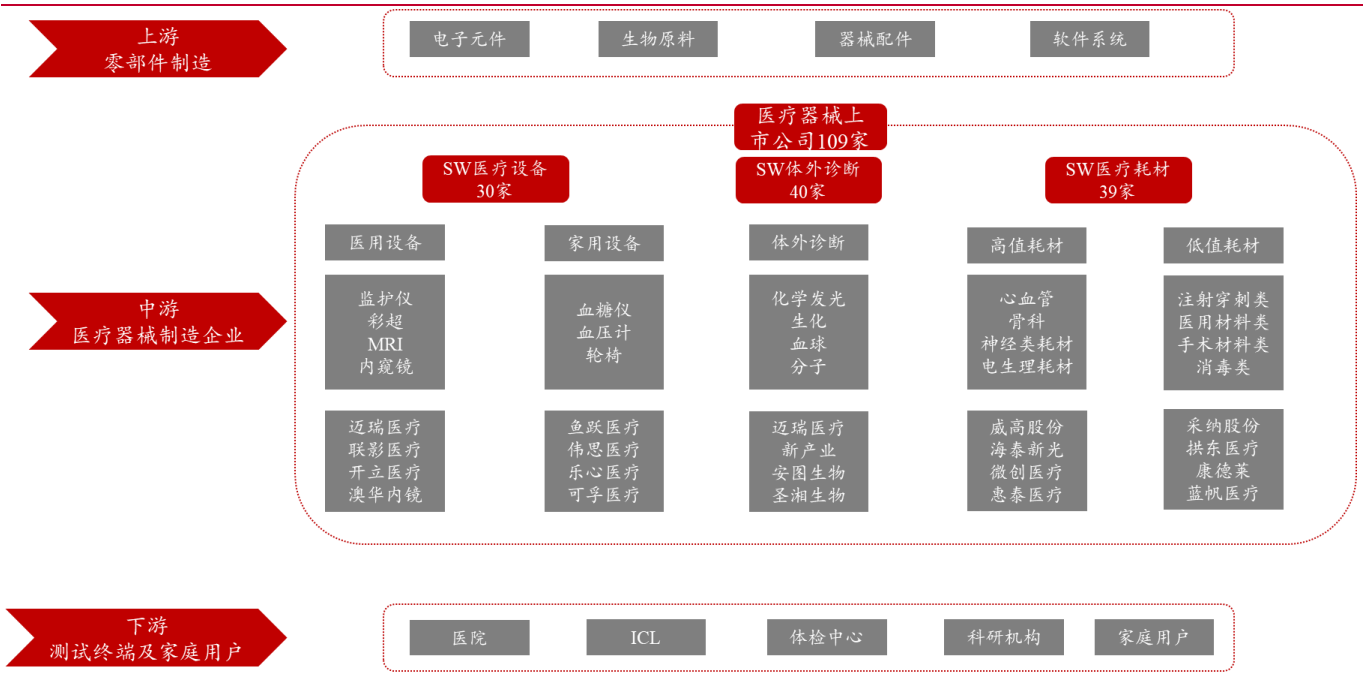 上游
零部件制造
电子元件
生物原料
器械配件
软件系统
医疗器械上
市公司109家
SW医疗设备
30家
SW体外诊断
40家
SW医疗耗材
39家
中游
医疗器械制造企业
医用设备
家用设备
体外诊断
高值耗材
低值耗材
监护仪
彩超
MRI
内窥镜
血糖仪
血压计
轮椅
化学发光
生化
血球
分子
心血管
骨科
神经类耗材
电生理耗材
注射穿刺类
医用材料类
手术材料类
消毒类
迈瑞医疗
联影医疗
开立医疗
澳华内镜
鱼跃医疗
伟思医疗
乐心医疗
可孚医疗
迈瑞医疗
新产业
安图生物
圣湘生物
威高股份
海泰新光
微创医疗
惠泰医疗
采纳股份
拱东医疗
康德莱
蓝帆医疗
下游
测试终端及家庭用户
医院
ICL
体检中心
科研机构
家庭用户